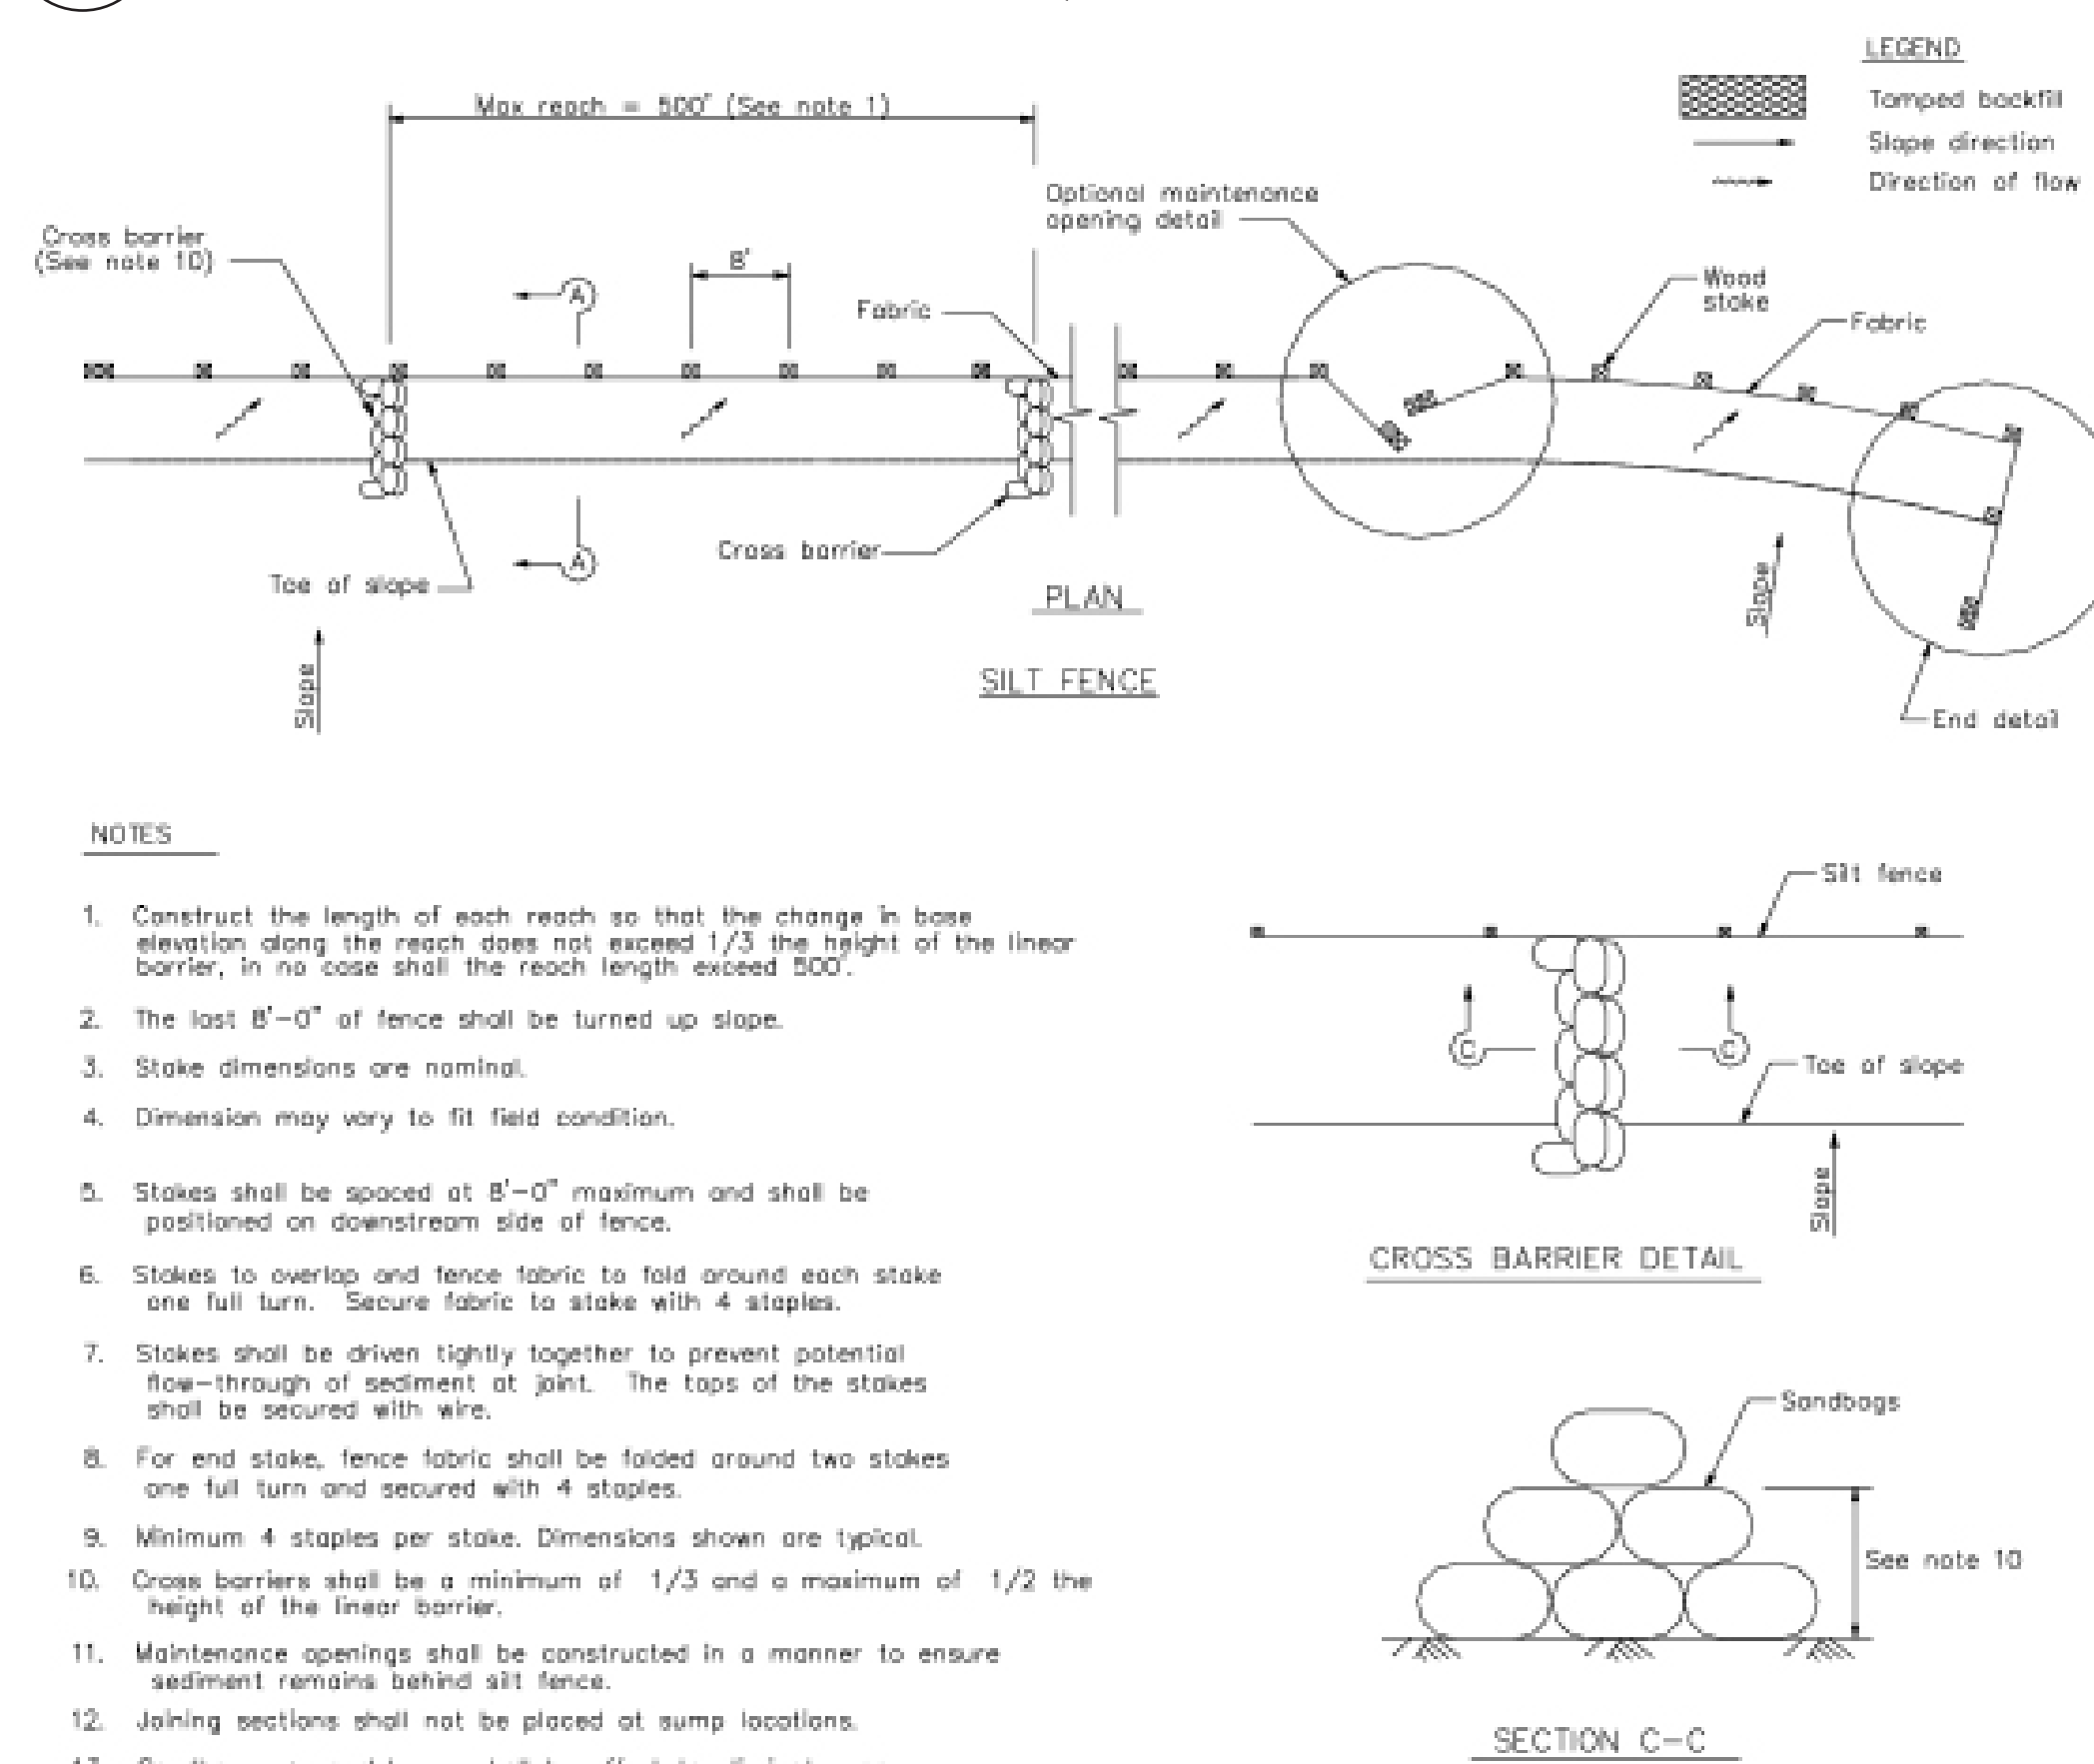 LEGEND
Tamped backfill
Slope direction
Direction of flow
Max reach = 500' (See note 1)
Optional maintenance
opening detail
Cross barrier
(See note 10)
8'
A
Fabric
Wood
stake
Fabric
Cross barrier
A
Toe of slope
PLAN
Slope
Slope
SILT FENCE
End detail
NOTES
1. Construct the length of each reach so that the change in base
elevation along the reach does not exceed 1/3 the height of the linear
barrier, in no case shall the reach length exceed 500'.
2. The last 8'-0" of fence shall be turned up slope.
3. Stake dimensions are nominal.
4. Dimension may vary to fit field condition.
5. Stakes shall be spaced at 8'-0" maximum and shall be
positioned on downstream side of fence.
6. Stakes to overlap and fence fabric to fold around each stake
one full turn. Secure fabric to stake with 4 staples.
7. Stakes shall be driven tightly together to prevent potential
flow-through of sediment at joint. The tops of the stakes
shall be secured with wire.
8. For end stake, fence fabric shall be folded around two stakes
one full turn and secured with 4 staples.
9. Minimum 4 staples per stake. Dimensions shown are typical.
10. Cross barriers shall be a minimum of 1/3 and a maximum of 1/2 the
height of the linear barrier.
11. Maintenance openings shall be constructed in a manner to ensure
sediment remains behind silt fence.
12. Joining sections shall not be placed at sump locations.
Silt fence
C
C
Toe of slope
Slope
CROSS BARRIER DETAIL
Sandbags
See note 10
SECTION C-C